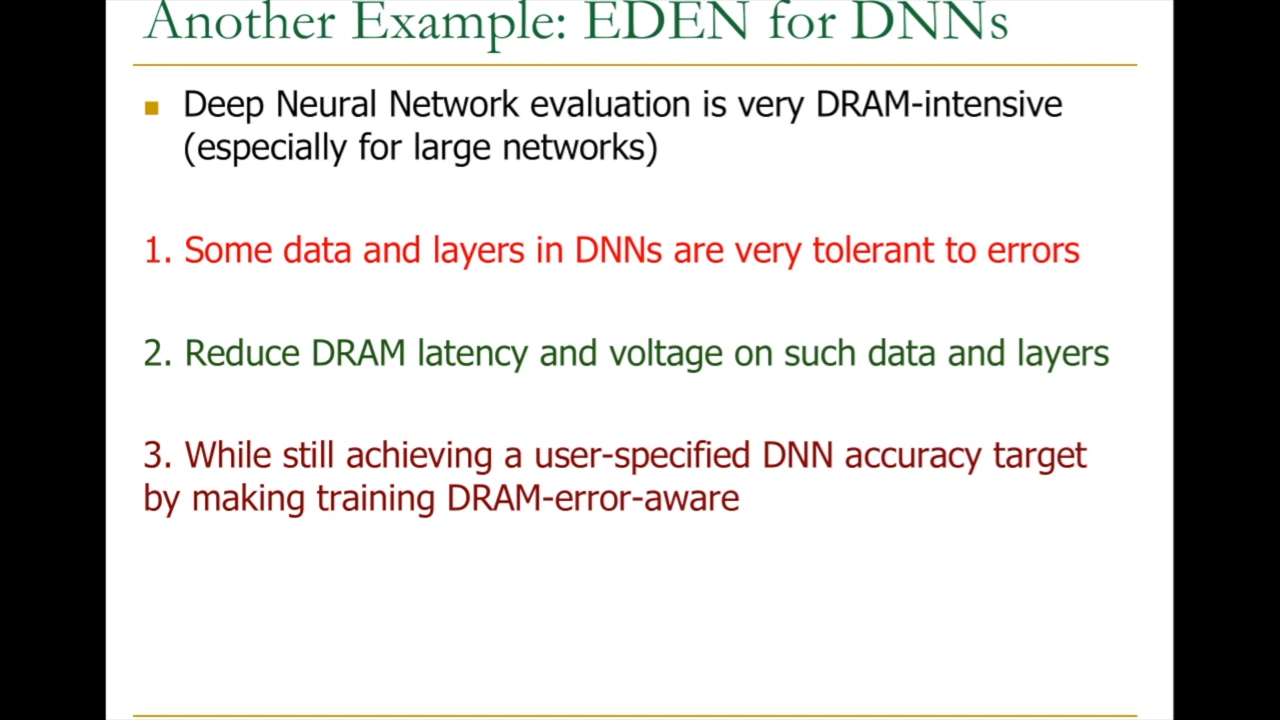 Another Example: EDEN for DNNs
Deep Neural Network evaluation is very DRAM-intensive
(especially for large networks)
1. Some data and layers in DNNs are very tolerant to errors
2. Reduce DRAM latency and voltage on such data and layers
3. While still achieving a user-specified DNN accuracy target
by making training DRAM-error-aware